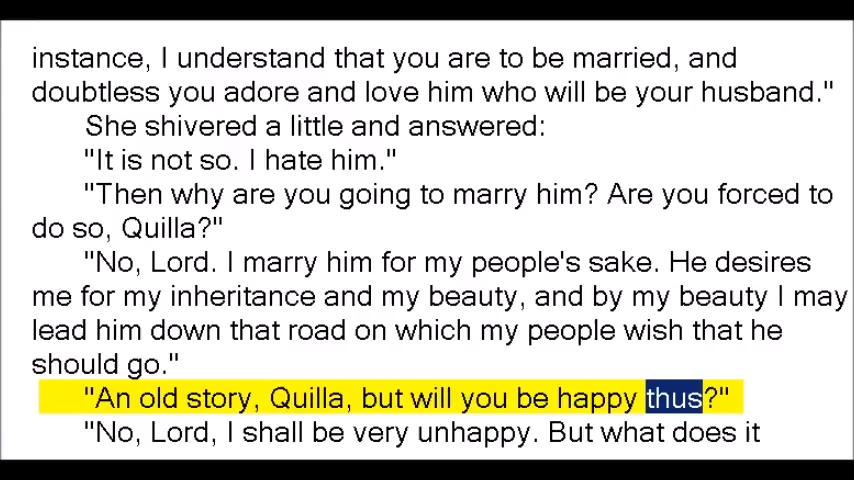 instance, I understand that you are to be married, and
doubtless you adore and love him who will be your husband."
She shivered a little and answered:
"It is not so. I hate him."
"Then why are you going to marry him? Are you forced to
do so, Quilla?"
"No, Lord. I marry him for my people's sake. He desires
me for my inheritance and my beauty, and by my beauty I may
lead him down that road on which my people wish that he
should go."
"An old story, Quilla, but will you be happy thus?"
"No, Lord, I shall be very unhappy. But what does it